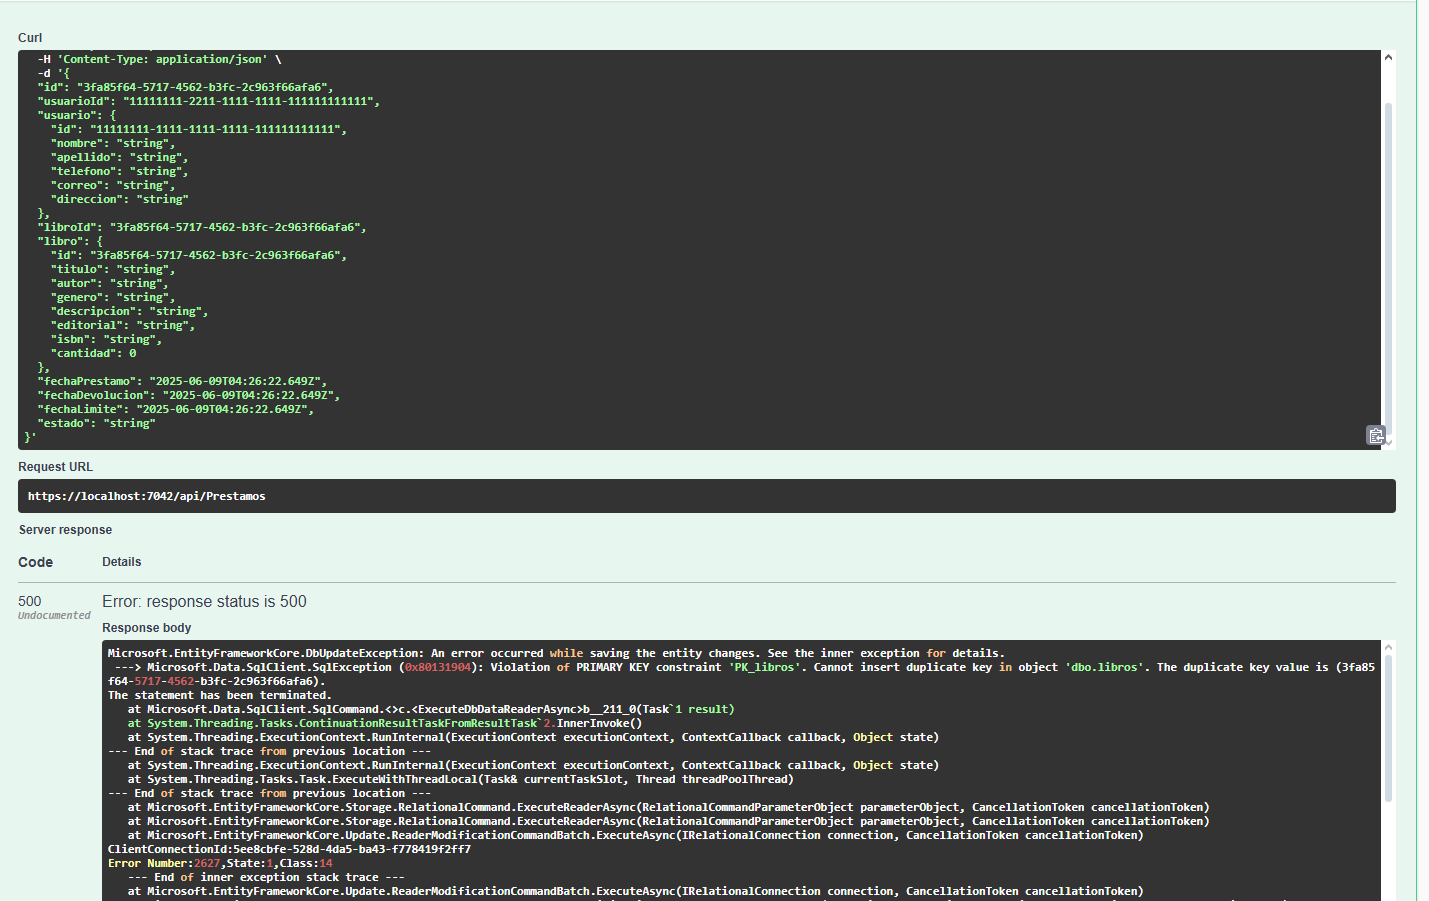 Curl
-H 'Content-Type: application/json' \
-d '{
"id": "3fa85f64-5717-4562-b3fc-2c963f66afa6",
"usuarioId": "11111111-2211-1111-1111-111111111111",
"usuario": {
"id": "11111111-1111-1111-1111-111111111111",
"nombre": "string",
"apellido": "string",
"telefono": "string",
"correo": "string",
"direccion": "string"
},
"libroId": "3fa85f64-5717-4562-b3fc-2c963f66afa6",
"libro": {
"id": "3fa85f64-5717-4562-b3fc-2c963f66afa6",
"titulo": "string",
"autor": "string",
"genero": "string",
"descripcion": "string",
"editorial": "string",
"isbn": "string",
"cantidad": 0
},
"fechaPrestamo": "2025-06-09T04:26:22.649Z",
"fechaDevolucion": "2025-06-09T04:26:22.649Z",
"fechaLimite": "2025-06-09T04:26:22.649Z",
"estado": "string"
}'
Request URL
https://localhost:7042/api/Prestamos
Server response
Code Details
500 Error: response status is 500
Undocumented
Response body
Microsoft.EntityFrameworkCore.DbUpdateException: An error occurred while saving the entity changes. See the inner exception for details.
---> Microsoft.Data.SqlClient.SqlException (0x80131904): Violation of PRIMARY KEY constraint 'PK_libros'. Cannot insert duplicate key in object 'dbo.libros'. The duplicate key value is (3fa85
f64-5717-4562-b3fc-2c963f66afa6).
The statement has been terminated.
at Microsoft.Data.SqlClient.SqlCommand.<>c.<ExecuteDbDataReaderAsync>b__211_0(Task`1 result)
at System.Threading.Tasks.ContinuationResultTaskFromResultTask`2.InnerInvoke()
at System.Threading.ExecutionContext.RunInternal(ExecutionContext executionContext, ContextCallback callback, Object state)
--- End of stack trace from previous location ---
at System.Threading.ExecutionContext.RunInternal(ExecutionContext executionContext, ContextCallback callback, Object state)
at System.Threading.Tasks.Task.ExecuteWithThreadLocal(Task& currentTaskSlot, Thread threadPoolThread)
--- End of stack trace from previous location ---
at Microsoft.EntityFrameworkCore.Storage.RelationalCommand.ExecuteReaderAsync(RelationalCommandParameterObject parameterObject, CancellationToken cancellationToken)
at Microsoft.EntityFrameworkCore.Storage.RelationalCommand.ExecuteReaderAsync(RelationalCommandParameterObject parameterObject, CancellationToken cancellationToken)
at Microsoft.EntityFrameworkCore.Update.ReaderModificationCommandBatch.ExecuteAsync(IRelationalConnection connection, CancellationToken cancellationToken)
ClientConnectionId:5ee8cbfe-528d-4da5-ba43-f778419f2ff7
Error Number:2627,State:1,Class:14
--- End of inner exception stack trace ---
at Microsoft.EntityFrameworkCore.Update.ReaderModificationCommandBatch.ExecuteAsync(IRelationalConnection connection, CancellationToken cancellationToken)